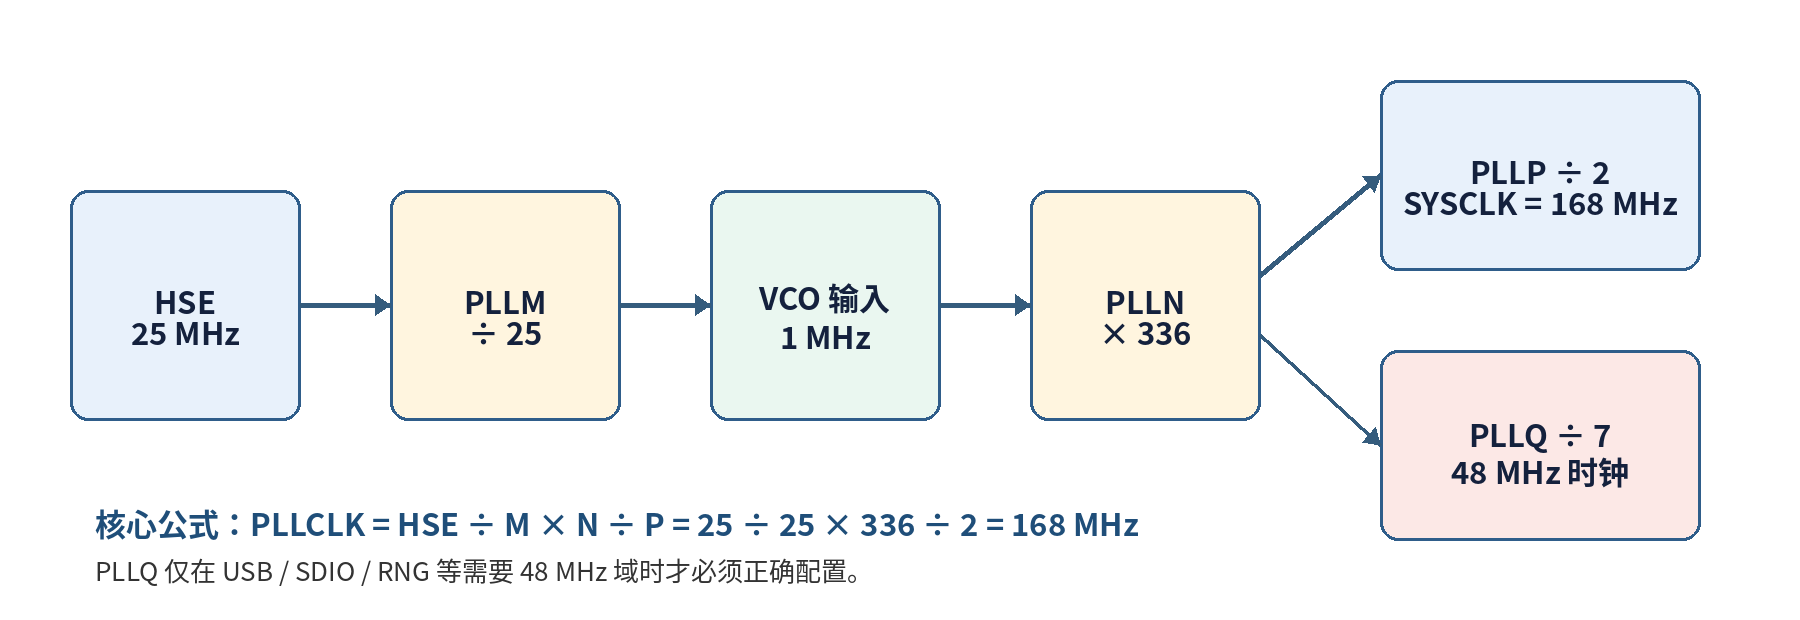 HSE
25 MHz
PLLM
÷ 25
VCO 输入
1 MHz
PLLN
× 336
PLLP ÷ 2
SYSCLK = 168 MHz
PLLQ ÷ 7
48 MHz 时钟
核心公式：PLLCLK = HSE ÷ M × N ÷ P = 25 ÷ 25 × 336 ÷ 2 = 168 MHz
PLLQ 仅在 USB / SDIO / RNG 等需要 48 MHz 域时才必须正确配置。